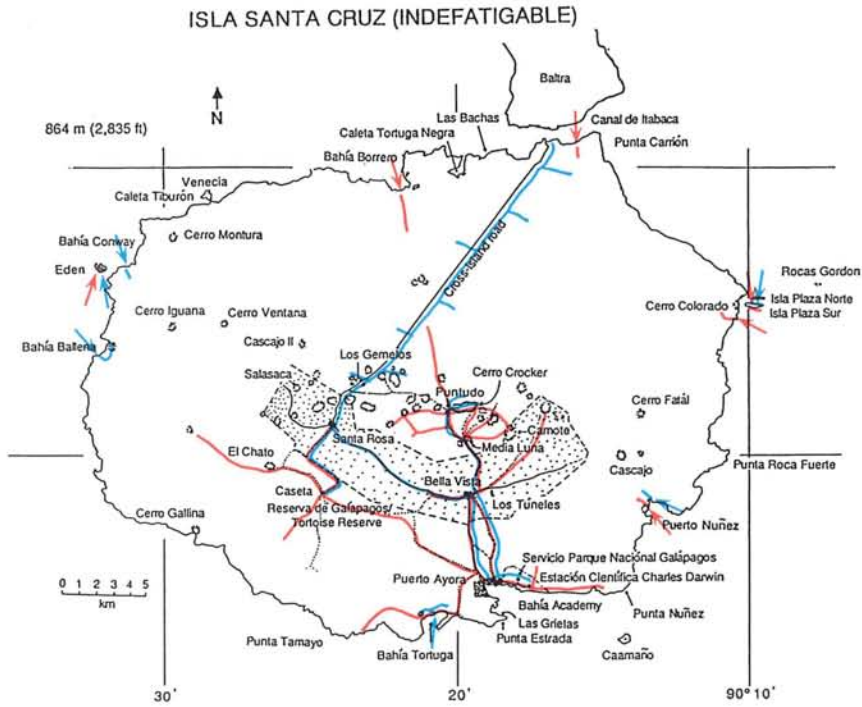 ISLA SANTA CRUZ (INDEFATIGABLE)
Baltra
864 m (2,835 ft)
N
Las Bachas
Canal de Itabaca
Caleta Tortuga Negra
Punta Carrión
Bahía Borrero
Venecia
Caleta Tiburón
Cerro Montura
Bahía Conway
Eden
Cross-Island road
Rocas Gordon
Isla Plaza Norte
Cerro Colorado
Isla Plaza Sur
Cerro Iguana
Cerro Ventana
Bahía Ballena
Cascajo II
Los Gemelos
Cerro Crocker
Salasaca
Puntudo
Cerro Fatál
Camote
Santa Rosa
Media Luna
El Chato
Cascajo
Punta Roca Fuerte
Bella Vista
Caseta
Los Túneles
Reserva de Galápagos/
Tortoise Reserve
Cerro Gallina
Puerto Nuñez
Servicio Parque Nacional Galápagos
Puerto Ayora
Estación Científica Charles Darwin
0 1 2 3 4 5
km
Bahía Academy
Punta Nuñez
Las Grietas
Punta Estrada
Punta Tamayo
Bahía Tortuga
Caamaño
30'
20'
90° 10'